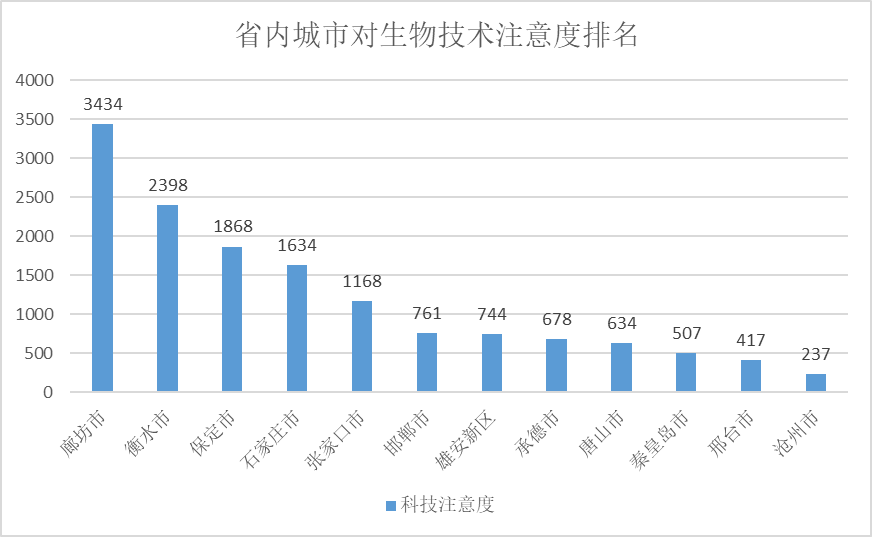 省内城市对生物技术注意度排名
4000
3500
3000
2500
2000
1500
1000
500
0
3434
2398
1868
1634
1168
761
744
678
634
507
417
237
廊坊市
衡水市
保定市
石家庄市
张家口市
邯郸市
雄安新区
承德市
唐山市
秦皇岛市
邢台市
沧州市
科技注意度